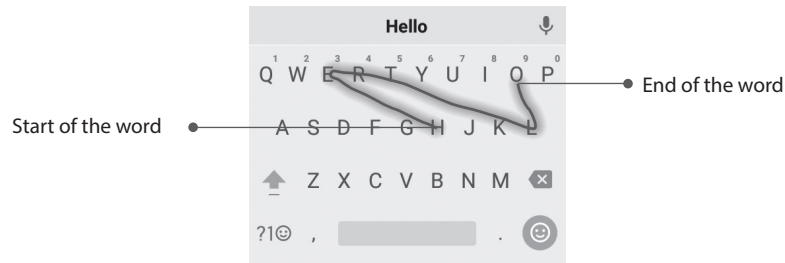 Hello
1 2 3 4 5 6 7 8 9 0
Q W E R T Y U I O P
End of the word
Start of the word
A S D F G H J K L
Z X C V B N M
?1☺ , .